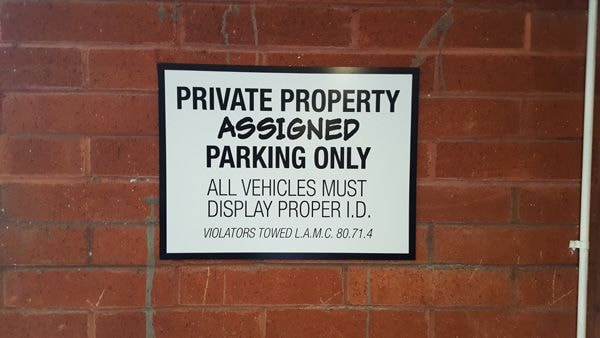 PRIVATE PROPERTY
ASSIGNED
PARKING ONLY
ALL VEHICLES MUST
DISPLAY PROPER I.D.
VIOLATORS TOWED L.A.M.C. 80.71.4